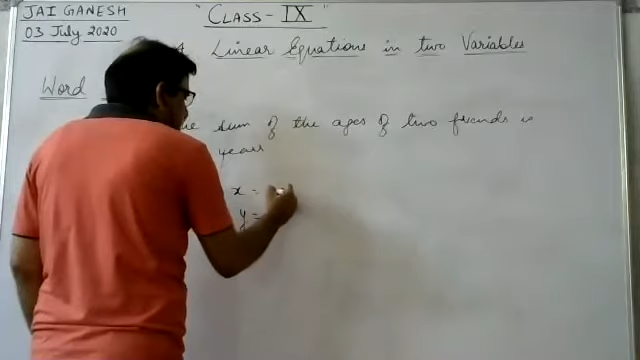 JAI GANESH
03 July 2020
"CLASS-IX"
4 Linear Equations in two Variables
Word
sum of the ages of two friends is
years
x =
y =